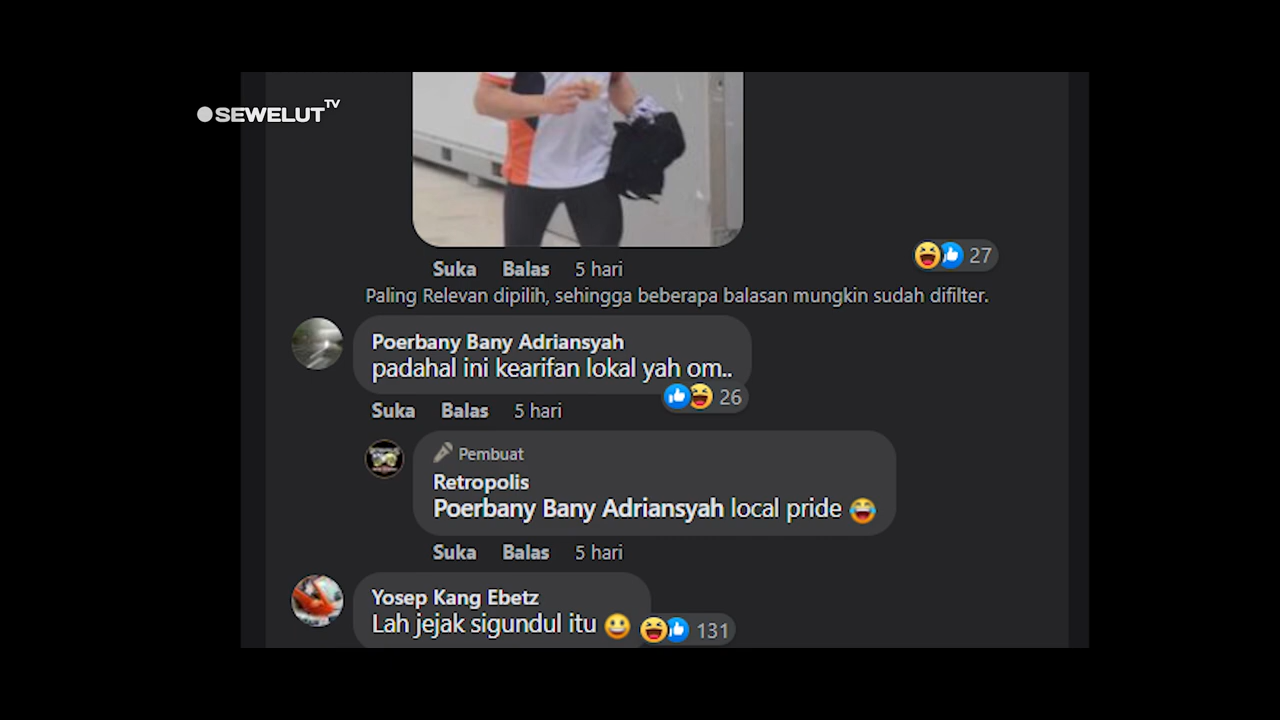 SEWELUT TV
27
Suka Balas 5 hari
Paling Relevan dipilih, sehingga beberapa balasan mungkin sudah difilter.
Poerbany Bany Adriansyah
padahal ini kearifan lokal yah om..
26
Suka Balas 5 hari
Pembuat
Retropolis
Poerbany Bany Adriansyah local pride 😂
Suka Balas 5 hari
Yosep Kang Ebetz
Lah jejak sigundul itu 😀
131